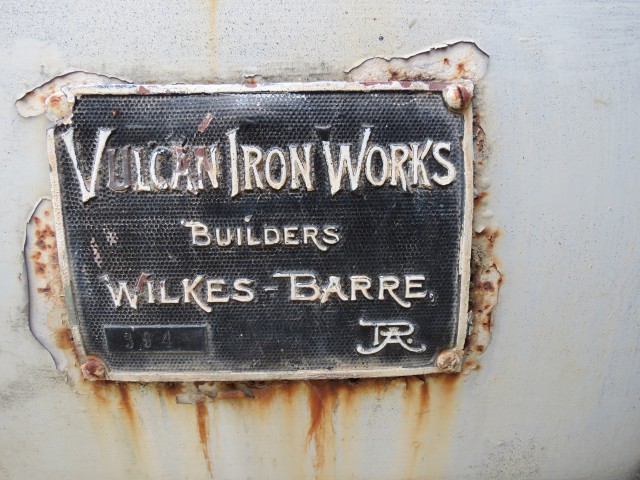 VULCAN IRON WORKS
BUILDERS
WILKES-BARRE,
PA.